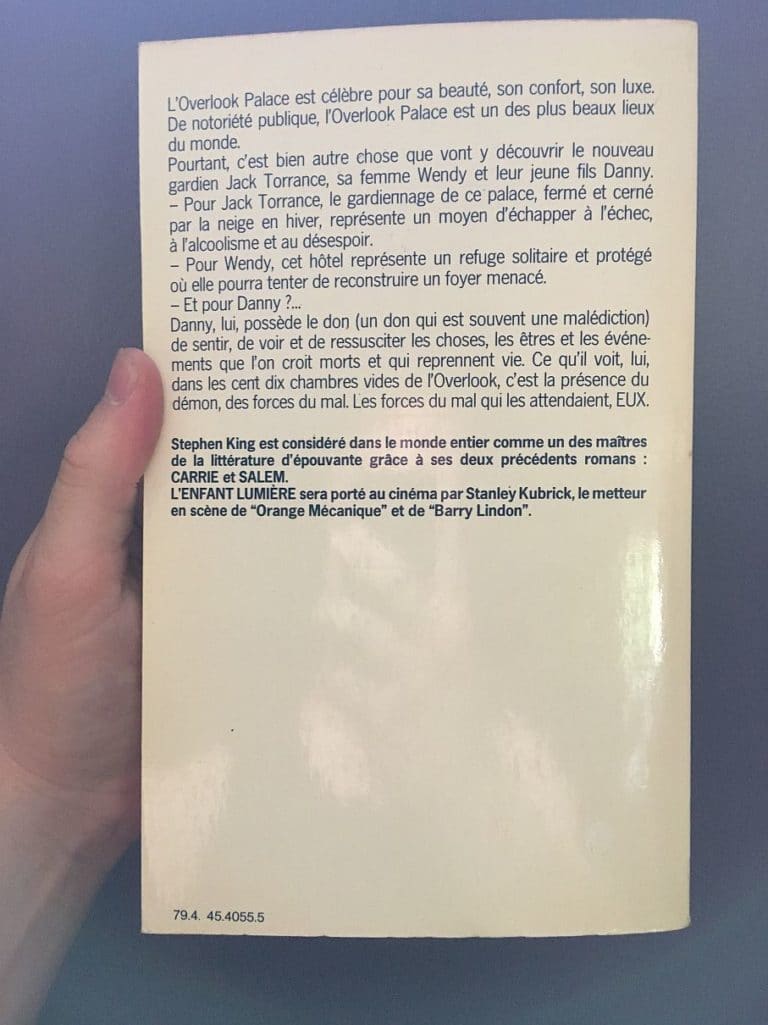 L'Overlook Palace est célèbre pour sa beauté, son confort, son luxe.
De notoriété publique, l'Overlook Palace est un des plus beaux lieux
du monde.
Pourtant, c'est bien autre chose que vont y découvrir le nouveau
gardien Jack Torrance, sa femme Wendy et leur jeune fils Danny.
– Pour Jack Torrance, le gardiennage de ce palace, fermé et cerné
par la neige en hiver, représente un moyen d'échapper à l'échec,
à l'alcoolisme et au désespoir.
– Pour Wendy, cet hôtel représente un refuge solitaire et protégé
où elle pourra tenter de reconstruire un foyer menacé.
– Et pour Danny ?...
Danny, lui, possède le don (un don qui est souvent une malédiction)
de sentir, de voir et de ressusciter les choses, les êtres et les événe-
ments que l'on croit morts et qui reprennent vie. Ce qu'il voit, lui,
dans les cent dix chambres vides de l'Overlook, c'est la présence du
démon, des forces du mal. Les forces du mal qui les attendaient, EUX.
Stephen King est considéré dans le monde entier comme un des maîtres
de la littérature d'épouvante grâce à ses deux précédents romans :
CARRIE et SALEM.
L'ENFANT LUMIÈRE sera porté au cinéma par Stanley Kubrick, le metteur
en scène de "Orange Mécanique" et de "Barry Lindon".
79.4. 45.4055.5